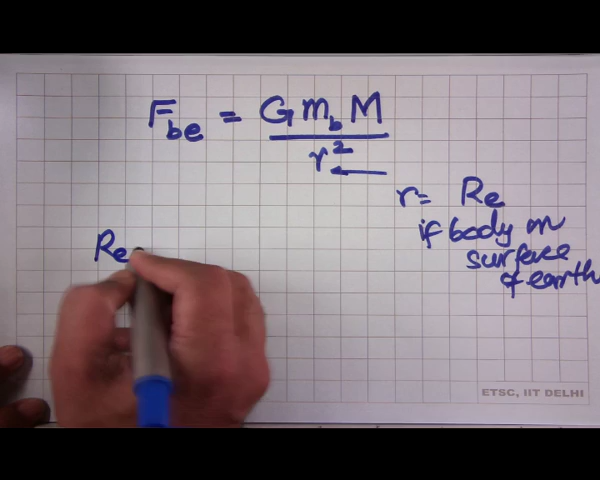 F_be = G m_b M
r²
r = Re
if body on
surface
of earth
Re
ETSC, IIT DELHI